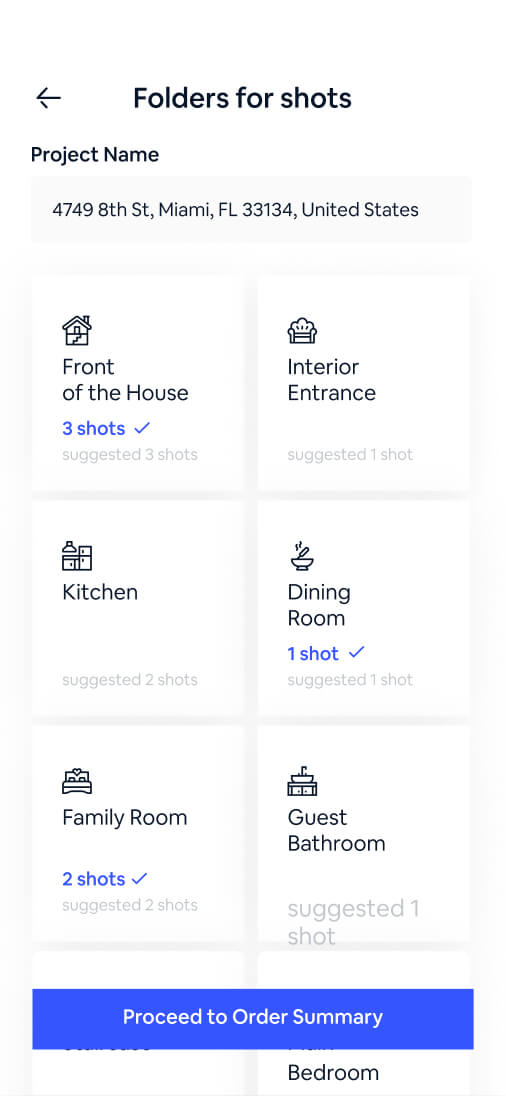 Folders for shots
Project Name
4749 8th St, Miami, FL 33134, United States
Front
of the House
3 shots
suggested 3 shots
Interior
Entrance
suggested 1 shot
Kitchen
suggested 2 shots
Dining
Room
1 shot
suggested 1 shot
Family Room
2 shots
suggested 2 shots
Guest
Bathroom
suggested 1
shot
Proceed to Order Summary
Bedroom